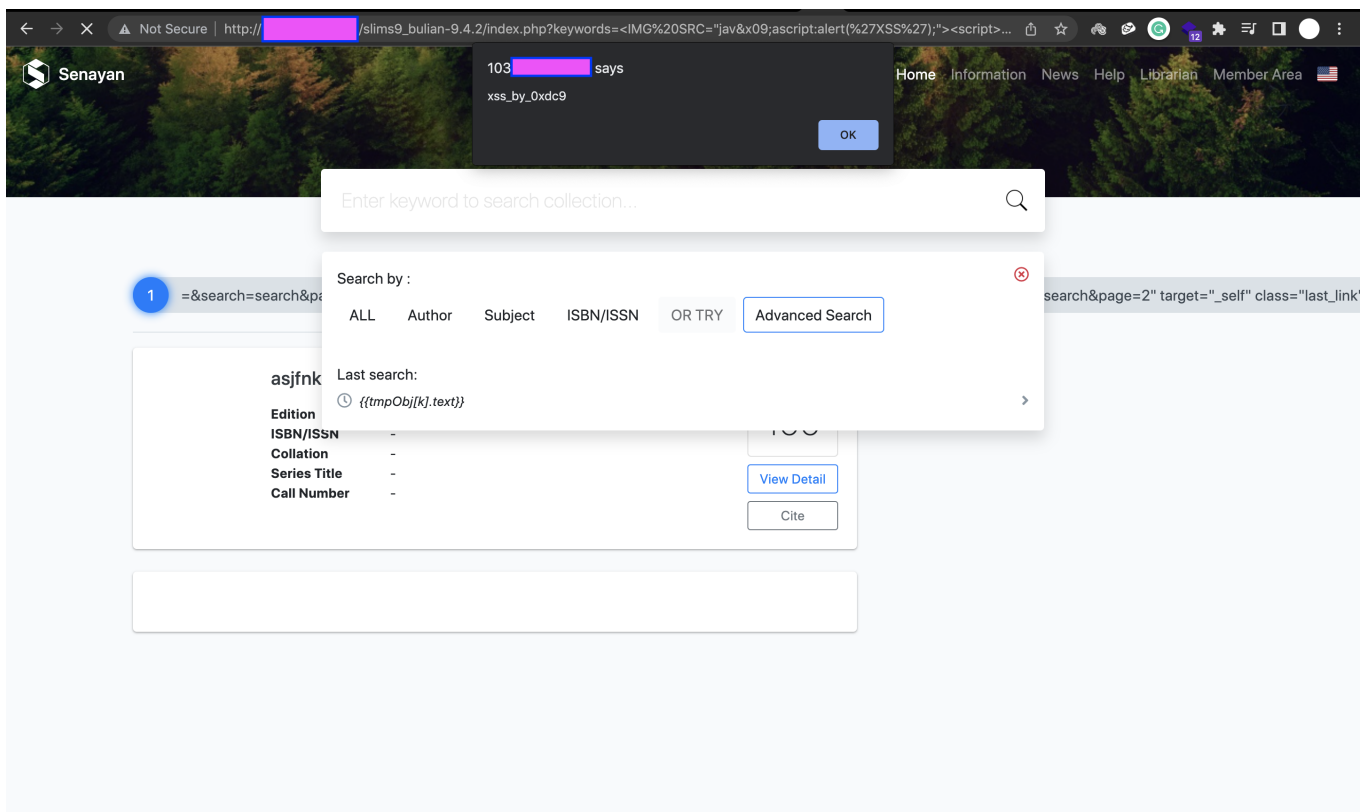 Not Secure | http:// /slims9_bulian-9.4.2/index.php?keywords=<IMG%20SRC="jav&x09;ascript:alert(%27XSS%27);"><script>...
12
Senayan
103 says
xss_by_0xdc9
OK
Home Information News Help Librarian Member Area
Enter keyword to search collection...
Search by :
1 =&search=search&pa search&page=2" target="_self" class="last_link"
ALL Author Subject ISBN/ISSN OR TRY Advanced Search
Last search:
asjfnk
{{tmpObj[k].text}}
Edition
ISBN/ISSN -
Collation -
Series Title -
Call Number -
View Detail
Cite